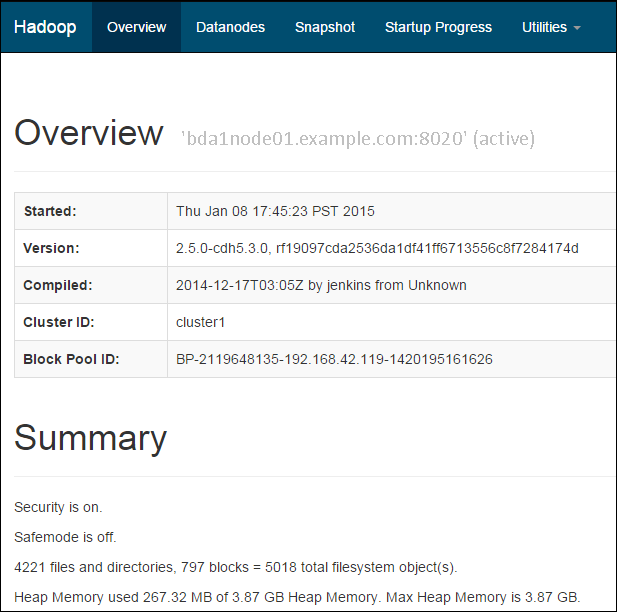 Hadoop Overview Datanodes Snapshot Startup Progress Utilities
Overview 'bda1node01.example.com:8020' (active)
Started: Thu Jan 08 17:45:23 PST 2015
Version: 2.5.0-cdh5.3.0, rf19097cda2536da1df41ff6713556c8f7284174d
Compiled: 2014-12-17T03:05Z by jenkins from Unknown
Cluster ID: cluster1
Block Pool ID: BP-2119648135-192.168.42.119-1420195161626
Summary
Security is on.
Safemode is off.
4221 files and directories, 797 blocks = 5018 total filesystem object(s).
Heap Memory used 267.32 MB of 3.87 GB Heap Memory. Max Heap Memory is 3.87 GB.